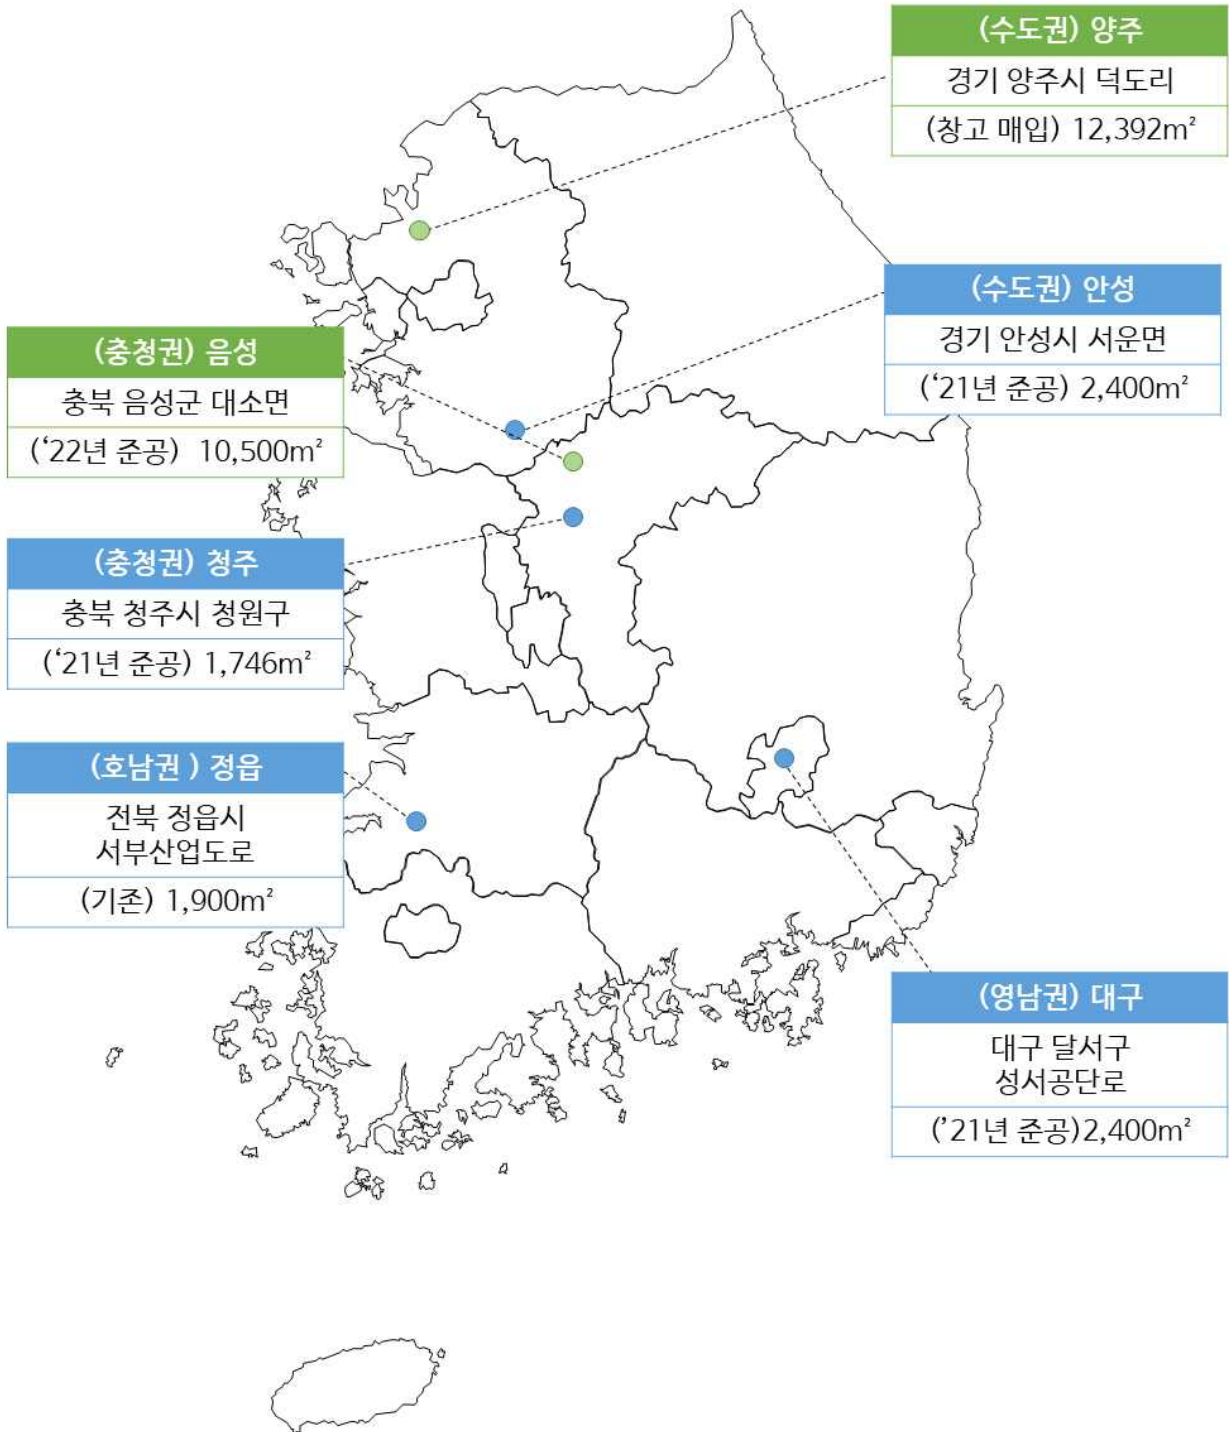 (수도권) 양주
경기 양주시 덕도리
(창고 매입) 12,392m²
(수도권) 안성
경기 안성시 서운면
(‘21년 준공) 2,400m²
(충청권) 음성
충북 음성군 대소면
(‘22년 준공) 10,500m²
(충청권) 청주
충북 청주시 청원구
(‘21년 준공) 1,746m²
(호남권 ) 정읍
전북 정읍시
서부산업도로
(기존) 1,900m²
(영남권) 대구
대구 달서구
성서공단로
(’21년 준공)2,400m²